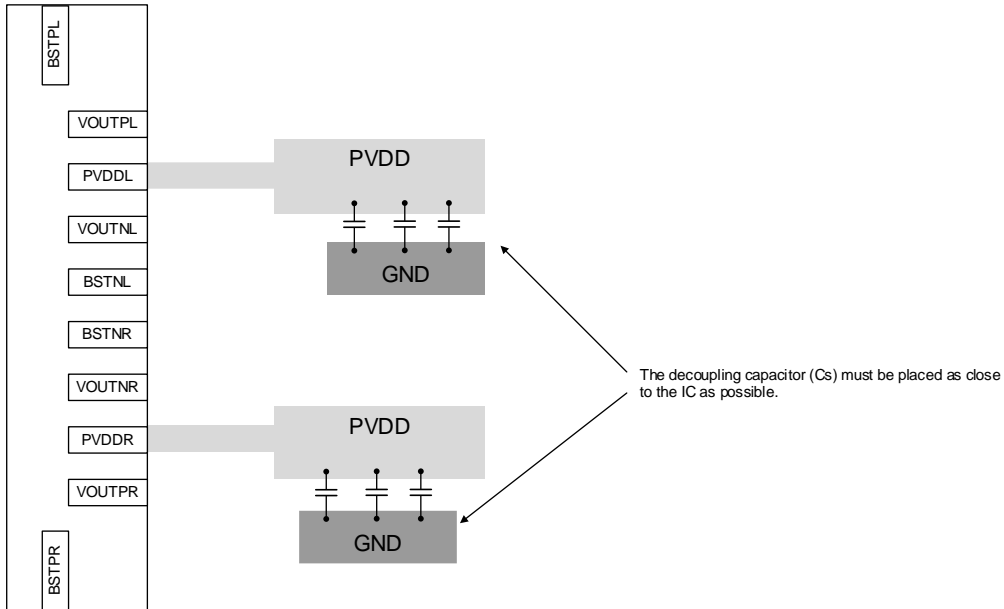 BSTPL
VOUTPL
PVDDL
VOUTNL
BSTNL
BSTNR
VOUTNR
PVDDR
VOUTPR
BSTPR
PVDD
GND
PVDD
GND
The decoupling capacitor (Cs) must be placed as close
to the IC as possible.